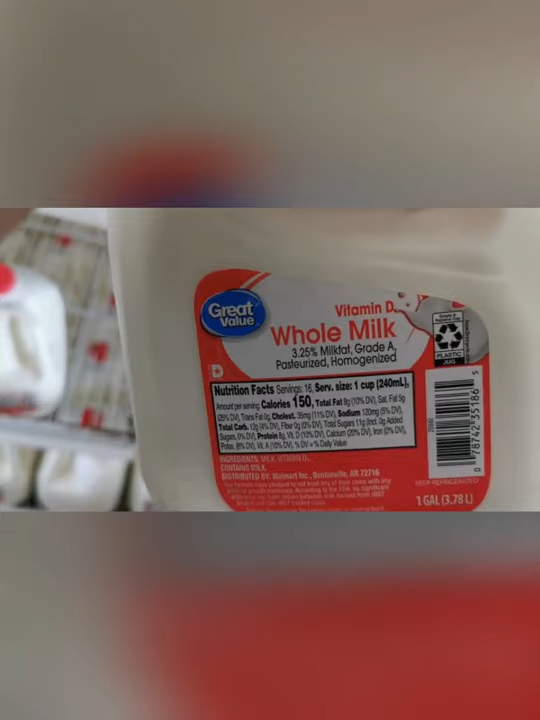 Great
Value
Vitamin D
Whole Milk
3.25% Milkfat, Grade A,
Pasteurized, Homogenized
Nutrition Facts Servings: 16, Serv. size: 1 cup (240mL),
Amount per serving: Calories 150, Total Fat 8g (10% DV), Sat. Fat 5g
(25% DV), Trans Fat 0g, Cholest. 35mg (11% DV), Sodium 120mg (5% DV),
Total Carb. 12g (4% DV), Fiber 0g (0% DV), Total Sugars 11g (Incl. 0g Added
Sugars, 0% DV), Protein 8g, Vit. D (10% DV), Calcium (20% DV), Iron (0% DV),
Potas. (8% DV), Vit. A (10% DV). % DV = % Daily Value
INGREDIENTS: MILK, VITAMIN D3.
CONTAINS MILK.
DISTRIBUTED BY: Walmart Inc., Bentonville, AR 72716
PLASTIC
JUG
0 78742 35186 5
KEEP REFRIGERATED
1 GAL (3.78 L)